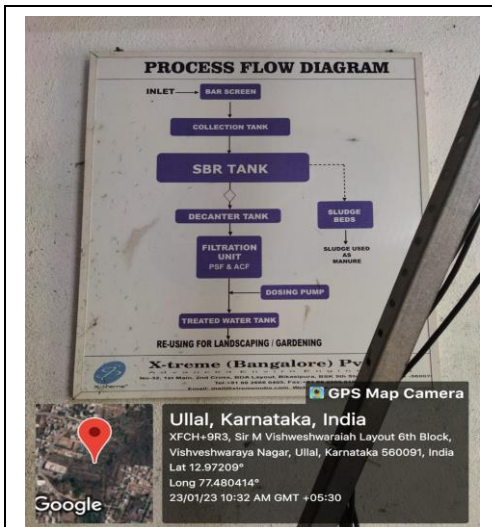 PROCESS FLOW DIAGRAM
INLET
BAR SCREEN
COLLECTION TANK
SBR TANK
DECANTER TANK
SLUDGE
BEDS
FILTRATION
UNIT
PSF & ACF
SLUDGE USED
AS
MANURE
DOSING PUMP
TREATED WATER TANK
RE-USING FOR LANDSCAPING / GARDENING
X-treme (Bangalore) Pv
GPS Map Camera
Ullal, Karnataka, India
XFCH+9R3, Sir M Vishweshwaraiah Layout 6th Block,
Vishveshwaraya Nagar, Ullal, Karnataka 560091, India
Lat 12.97209°
Long 77.480414°
23/01/23 10:32 AM GMT +05:30
Google